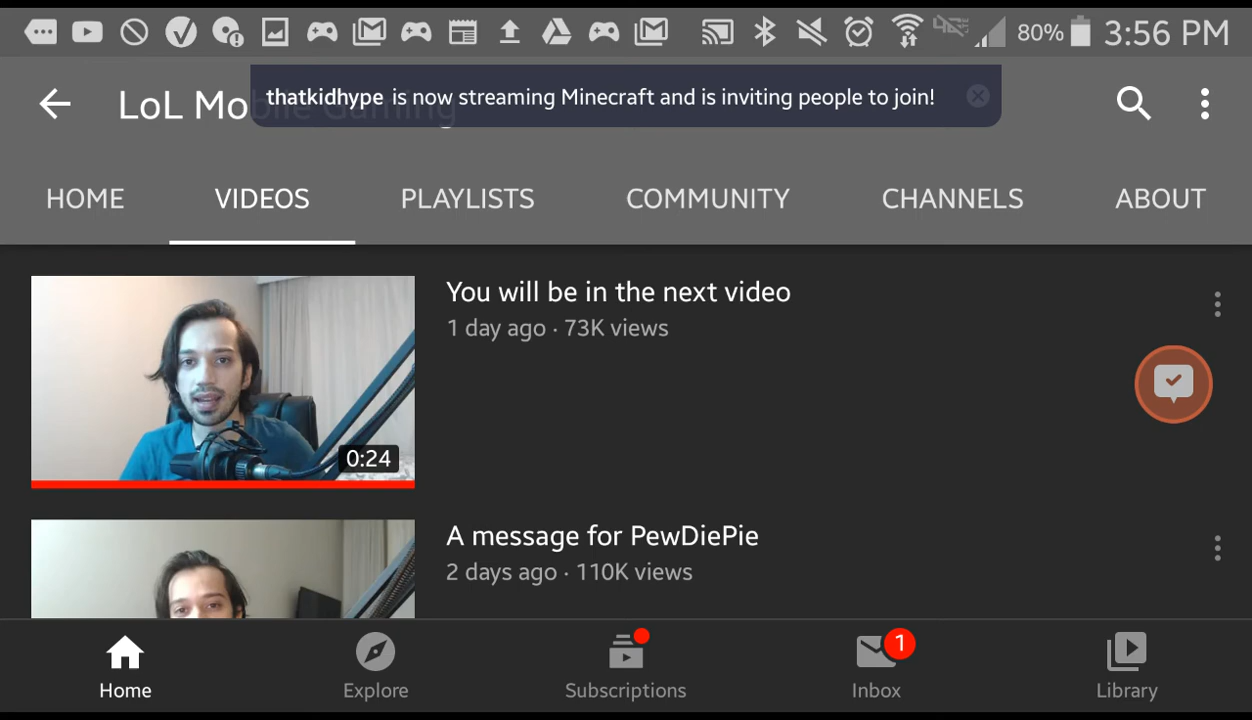 80% 3:56 PM
LoL Mobile Gaming
thatkidhype is now streaming Minecraft and is inviting people to join!
HOME VIDEOS PLAYLISTS COMMUNITY CHANNELS ABOUT
You will be in the next video
1 day ago · 73K views
0:24
A message for PewDiePie
2 days ago · 110K views
1
Home Explore Subscriptions Inbox Library